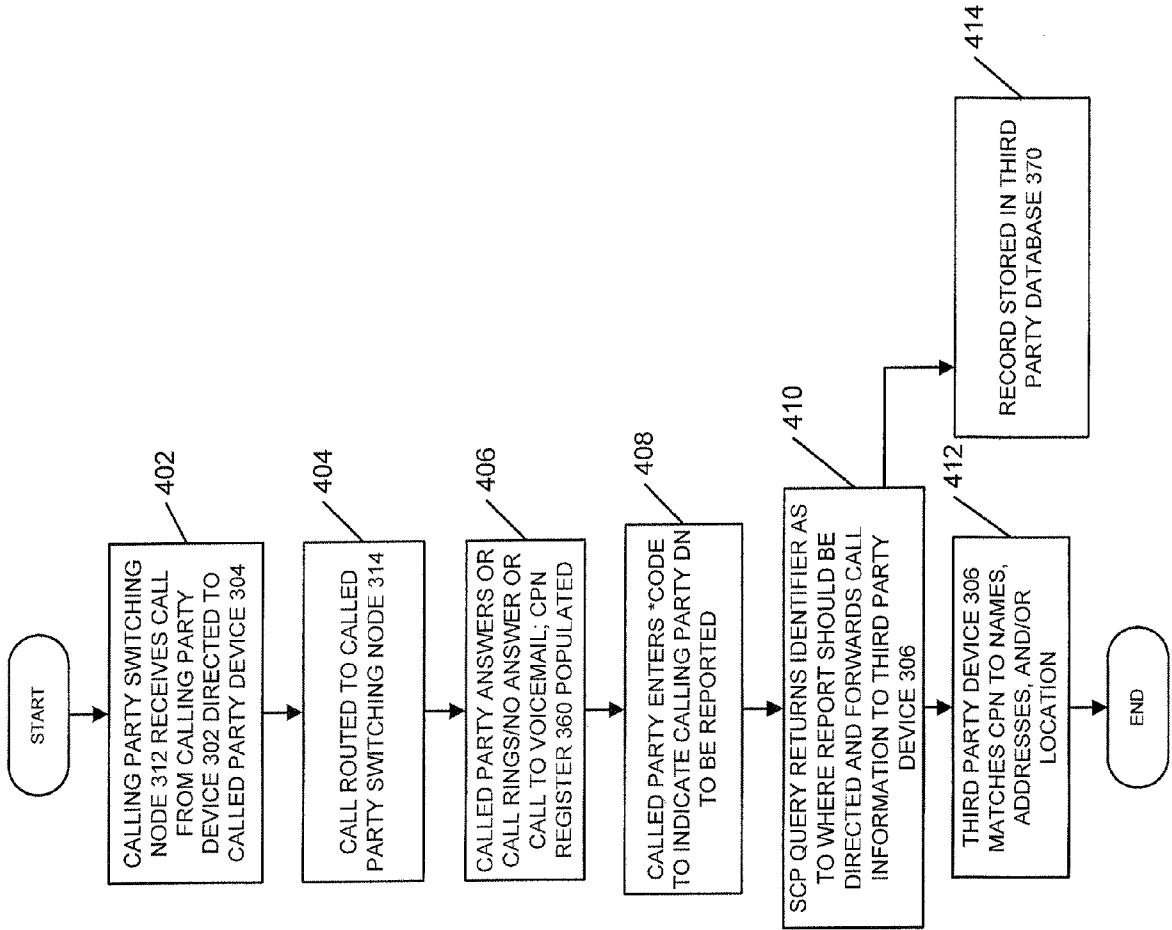 START
CALLING PARTY SWITCHING
NODE 312 RECEIVES CALL
FROM CALLING PARTY
DEVICE 302 DIRECTED TO
CALLED PARTY DEVICE 304
402
CALL ROUTED TO CALLED
PARTY SWITCHING NODE 314
404
CALLED PARTY ANSWERS OR
CALL RINGS/NO ANSWER OR
CALL TO VOICEMAIL; CPN
REGISTER 360 POPULATED
406
CALLED PARTY ENTERS *CODE
TO INDICATE CALLING PARTY DN
TO BE REPORTED
408
SCP QUERY RETURNS IDENTIFIER AS
TO WHERE REPORT SHOULD BE
DIRECTED AND FORWARDS CALL
INFORMATION TO THIRD PARTY
DEVICE 306
410
THIRD PARTY DEVICE 306
MATCHES CPN TO NAMES,
ADDRESSES, AND/OR
LOCATION
412
RECORD STORED IN THIRD
PARTY DATABASE 370
414
END